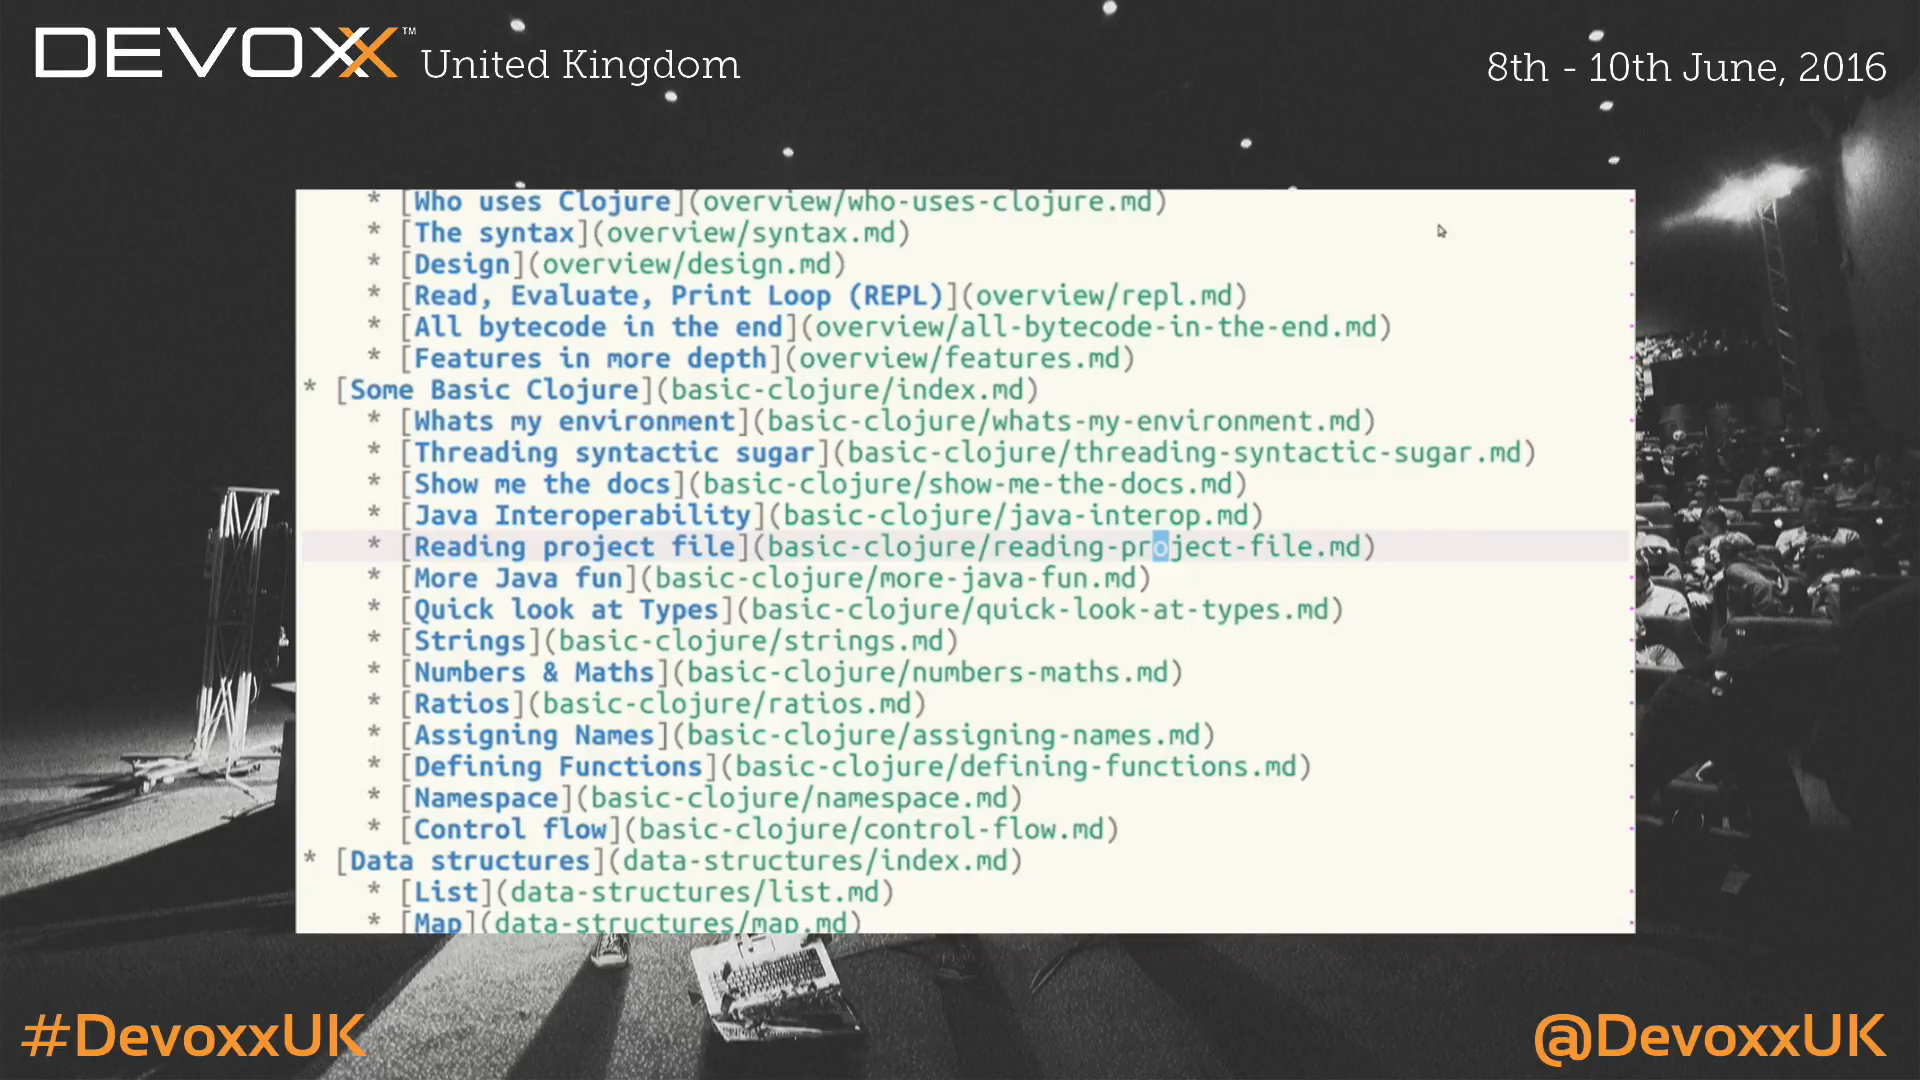 DEVOXX™ United Kingdom
8th - 10th June, 2016
* [Who uses Clojure](overview/who-uses-clojure.md)
* [The syntax](overview/syntax.md)
* [Design](overview/design.md)
* [Read, Evaluate, Print Loop (REPL)](overview/repl.md)
* [All bytecode in the end](overview/all-bytecode-in-the-end.md)
* [Features in more depth](overview/features.md)
* [Some Basic Clojure](basic-clojure/index.md)
* [Whats my environment](basic-clojure/whats-my-environment.md)
* [Threading syntactic sugar](basic-clojure/threading-syntactic-sugar.md)
* [Show me the docs](basic-clojure/show-me-the-docs.md)
* [Java Interoperability](basic-clojure/java-interop.md)
* [Reading project file](basic-clojure/reading-project-file.md)
* [More Java fun](basic-clojure/more-java-fun.md)
* [Quick look at Types](basic-clojure/quick-look-at-types.md)
* [Strings](basic-clojure/strings.md)
* [Numbers & Maths](basic-clojure/numbers-maths.md)
* [Ratios](basic-clojure/ratios.md)
* [Assigning Names](basic-clojure/assigning-names.md)
* [Defining Functions](basic-clojure/defining-functions.md)
* [Namespace](basic-clojure/namespace.md)
* [Control flow](basic-clojure/control-flow.md)
* [Data structures](data-structures/index.md)
* [List](data-structures/list.md)
* [Map](data-structures/map.md)
#DevoxxUK
@DevoxxUK